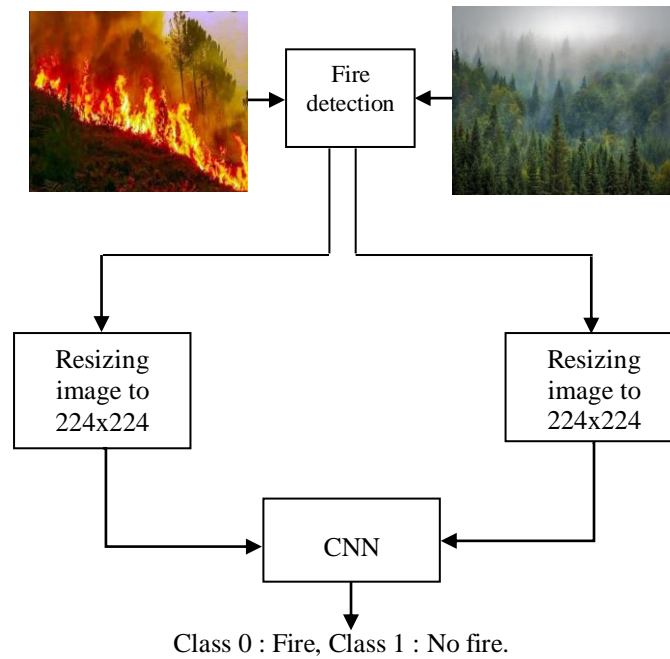 Fire
detection
Resizing
image to
224x224
Resizing
image to
224x224
CNN
Class 0 : Fire, Class 1 : No fire.